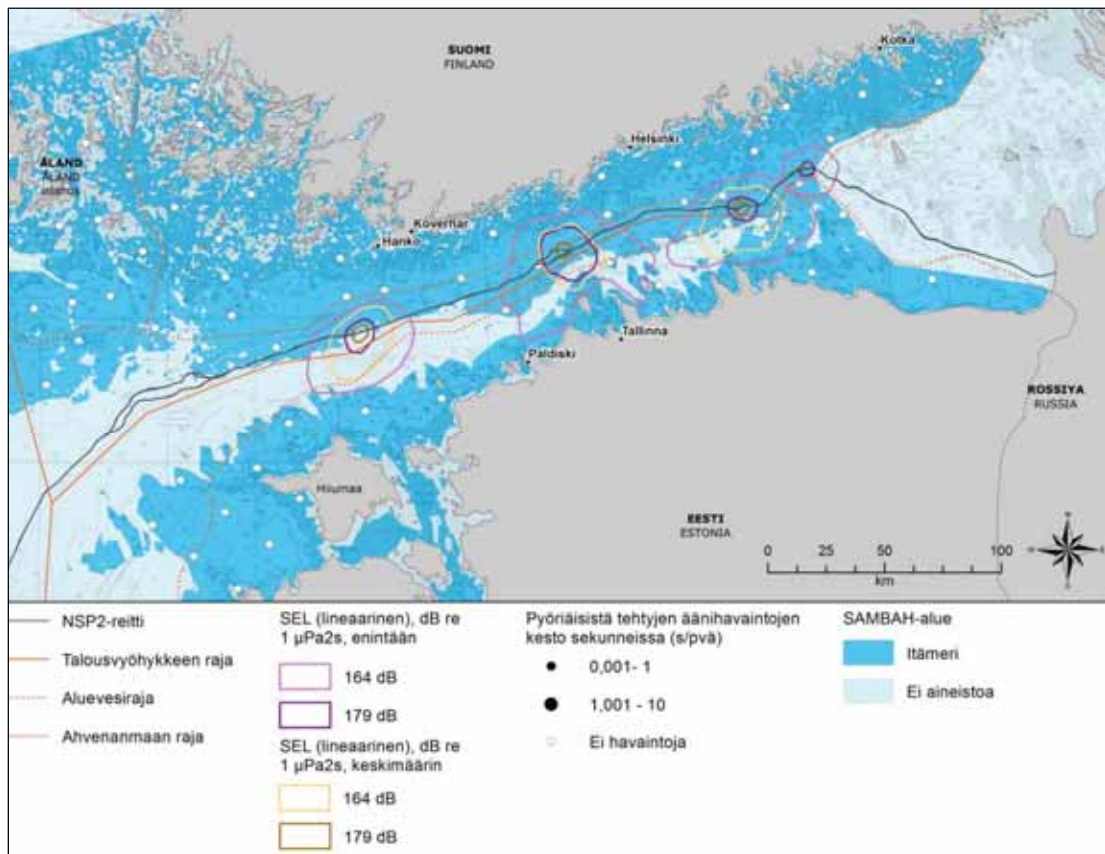 SUOMI
FINLAND
Kotka
Helsinki
ÅLAND
ÅLAND
Koverhar
Hanko
Tallinna
Paldiski
ROSSIYA
RUSSIA
Hiiumaa
EESTI
ESTONIA
0 25 50 100
km
NSP2-reitti
Talousvyöhykkeen raja
Aluevesiraja
Ahvenanmaan raja
SEL (lineaarinen), dB re
1 µPa2s, enintään
164 dB
179 dB
SEL (lineaarinen), dB re
1 µPa2s, keskimäärin
164 dB
179 dB
Pyöriäisistä tehtyjen äänihavaintojen
kesto sekunneissa (s/pvä)
0,001- 1
1,001 - 10
Ei havaintoja
SAMBAH-alue
Itämeri
Ei aineistoa